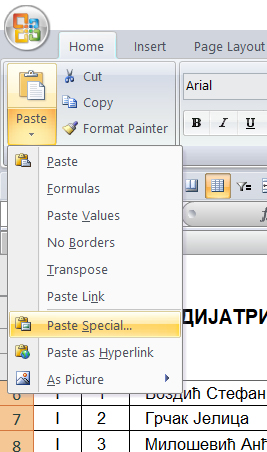 Home Insert Page Layout
Paste
Cut
Copy
Format Painter
Arial
B I U
Paste
Formulas
Paste Values
No Borders
Transpose
Paste Link
Paste Special...
Paste as Hyperlink
As Picture
ДИЈАТРИ
6 I 1 Боздић Стефан
7 I 2 Грчак Јелица
8 I 3 Милошевић Анђ